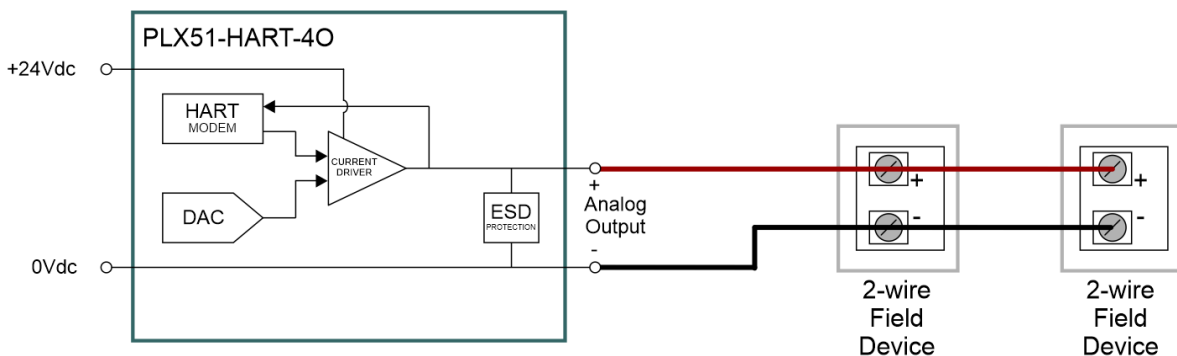 PLX51-HART-4O
+24Vdc
HART
MODEM
CURRENT
DRIVER
DAC
ESD
PROTECTION
0Vdc
+
Analog
Output
-
+
-
2-wire
Field
Device
+
-
2-wire
Field
Device